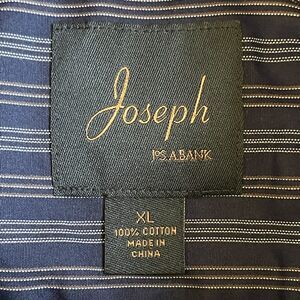 Joseph
JOS. A. BANK
XL
100% COTTON
MADE IN
CHINA